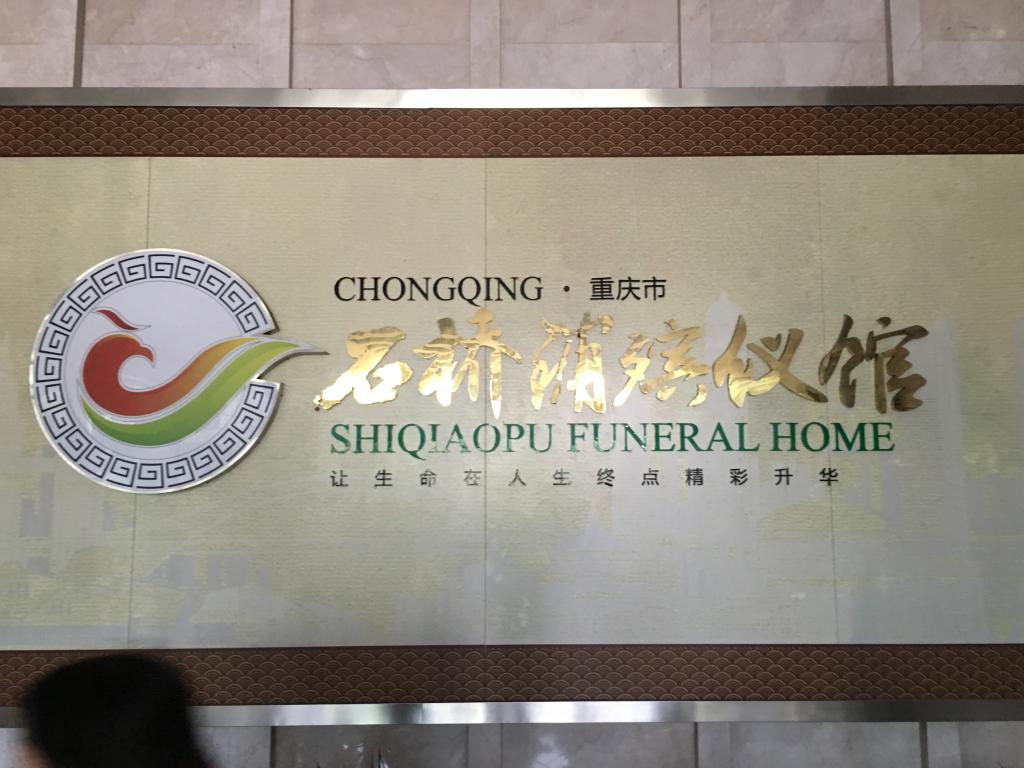 CHONGQING · 重庆市
石桥蒲殡仪馆
SHIQIAOPU FUNERAL HOME
让生命在人生终点精彩升华